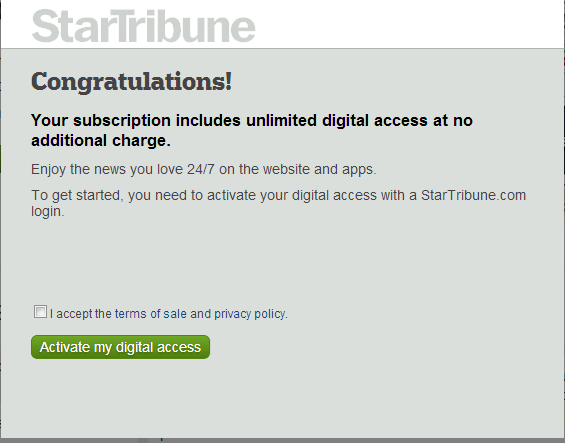 StarTribune
Congratulations!
Your subscription includes unlimited digital access at no
additional charge.
Enjoy the news you love 24/7 on the website and apps.
To get started, you need to activate your digital access with a StarTribune.com
login.
I accept the terms of sale and privacy policy.
Activate my digital access